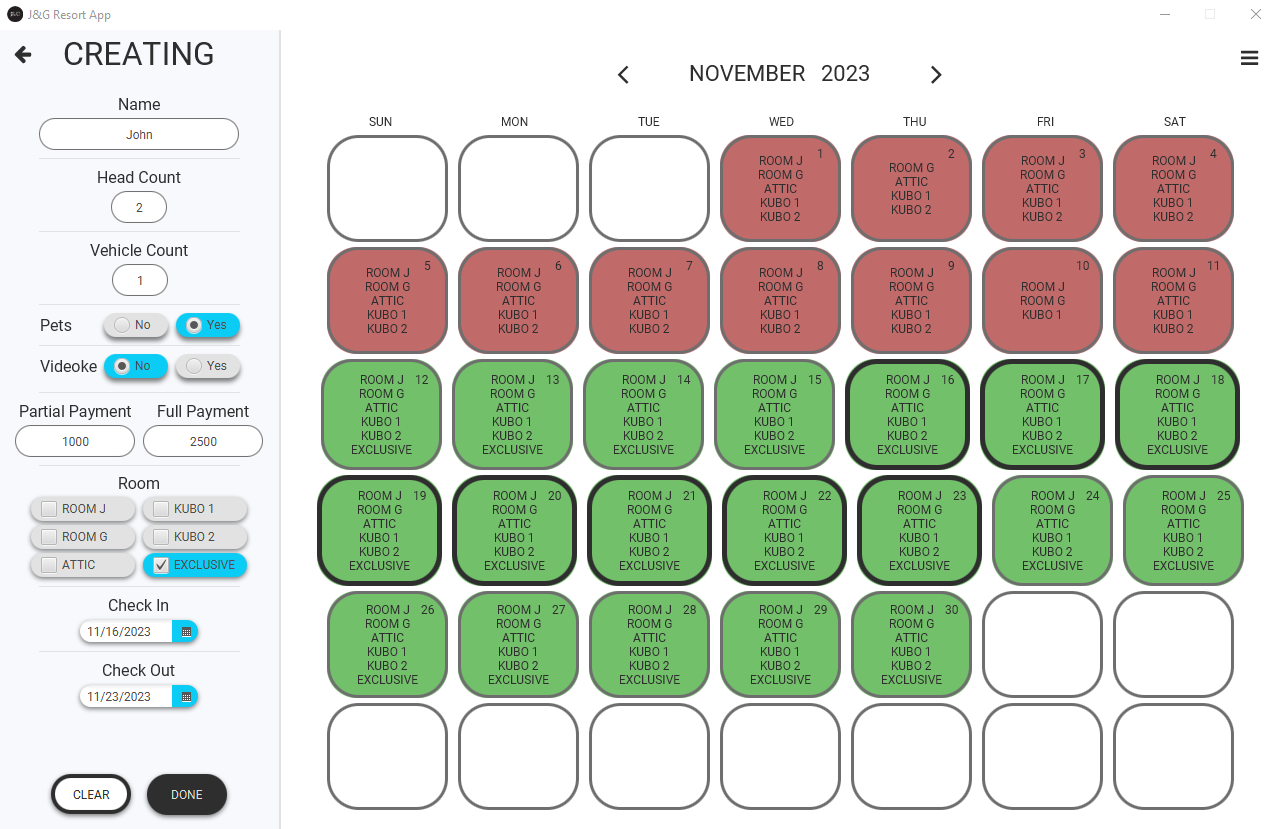 J&G Resort App
CREATING
Name
John
Head Count
2
Vehicle Count
1
Pets No Yes
Videoke No Yes
Partial Payment Full Payment
1000 2500
Room
ROOM J KUBO 1
ROOM G KUBO 2
ATTIC EXCLUSIVE
Check In
11/16/2023
Check Out
11/23/2023
CLEAR DONE
NOVEMBER 2023
SUN MON TUE WED THU FRI SAT
1
ROOM J
ROOM G
ATTIC
KUBO 1
KUBO 2
2
ROOM G
ATTIC
KUBO 1
KUBO 2
3
ROOM J
ROOM G
ATTIC
KUBO 1
KUBO 2
4
ROOM J
ROOM G
ATTIC
KUBO 1
KUBO 2
5
ROOM J
ROOM G
ATTIC
KUBO 1
KUBO 2
6
ROOM J
ROOM G
ATTIC
KUBO 1
KUBO 2
7
ROOM J
ROOM G
ATTIC
KUBO 1
KUBO 2
8
ROOM J
ROOM G
ATTIC
KUBO 1
KUBO 2
9
ROOM J
ROOM G
ATTIC
KUBO 1
KUBO 2
10
ROOM J
ROOM G
KUBO 1
11
ROOM J
ROOM G
ATTIC
KUBO 1
KUBO 2
ROOM J 12
ROOM G
ATTIC
KUBO 1
KUBO 2
EXCLUSIVE
ROOM J 13
ROOM G
ATTIC
KUBO 1
KUBO 2
EXCLUSIVE
ROOM J 14
ROOM G
ATTIC
KUBO 1
KUBO 2
EXCLUSIVE
ROOM J 15
ROOM G
ATTIC
KUBO 1
KUBO 2
EXCLUSIVE
ROOM J 16
ROOM G
ATTIC
KUBO 1
KUBO 2
EXCLUSIVE
ROOM J 17
ROOM G
ATTIC
KUBO 1
KUBO 2
EXCLUSIVE
ROOM J 18
ROOM G
ATTIC
KUBO 1
KUBO 2
EXCLUSIVE
ROOM J 19
ROOM G
ATTIC
KUBO 1
KUBO 2
EXCLUSIVE
ROOM J 20
ROOM G
ATTIC
KUBO 1
KUBO 2
EXCLUSIVE
ROOM J 21
ROOM G
ATTIC
KUBO 1
KUBO 2
EXCLUSIVE
ROOM J 22
ROOM G
ATTIC
KUBO 1
KUBO 2
EXCLUSIVE
ROOM J 23
ROOM G
ATTIC
KUBO 1
KUBO 2
EXCLUSIVE
ROOM J 24
ROOM G
ATTIC
KUBO 1
KUBO 2
EXCLUSIVE
ROOM J 25
ROOM G
ATTIC
KUBO 1
KUBO 2
EXCLUSIVE
ROOM J 26
ROOM G
ATTIC
KUBO 1
KUBO 2
EXCLUSIVE
ROOM J 27
ROOM G
ATTIC
KUBO 1
KUBO 2
EXCLUSIVE
ROOM J 28
ROOM G
ATTIC
KUBO 1
KUBO 2
EXCLUSIVE
ROOM J 29
ROOM G
ATTIC
KUBO 1
KUBO 2
EXCLUSIVE
ROOM J 30
ROOM G
ATTIC
KUBO 1
KUBO 2
EXCLUSIVE